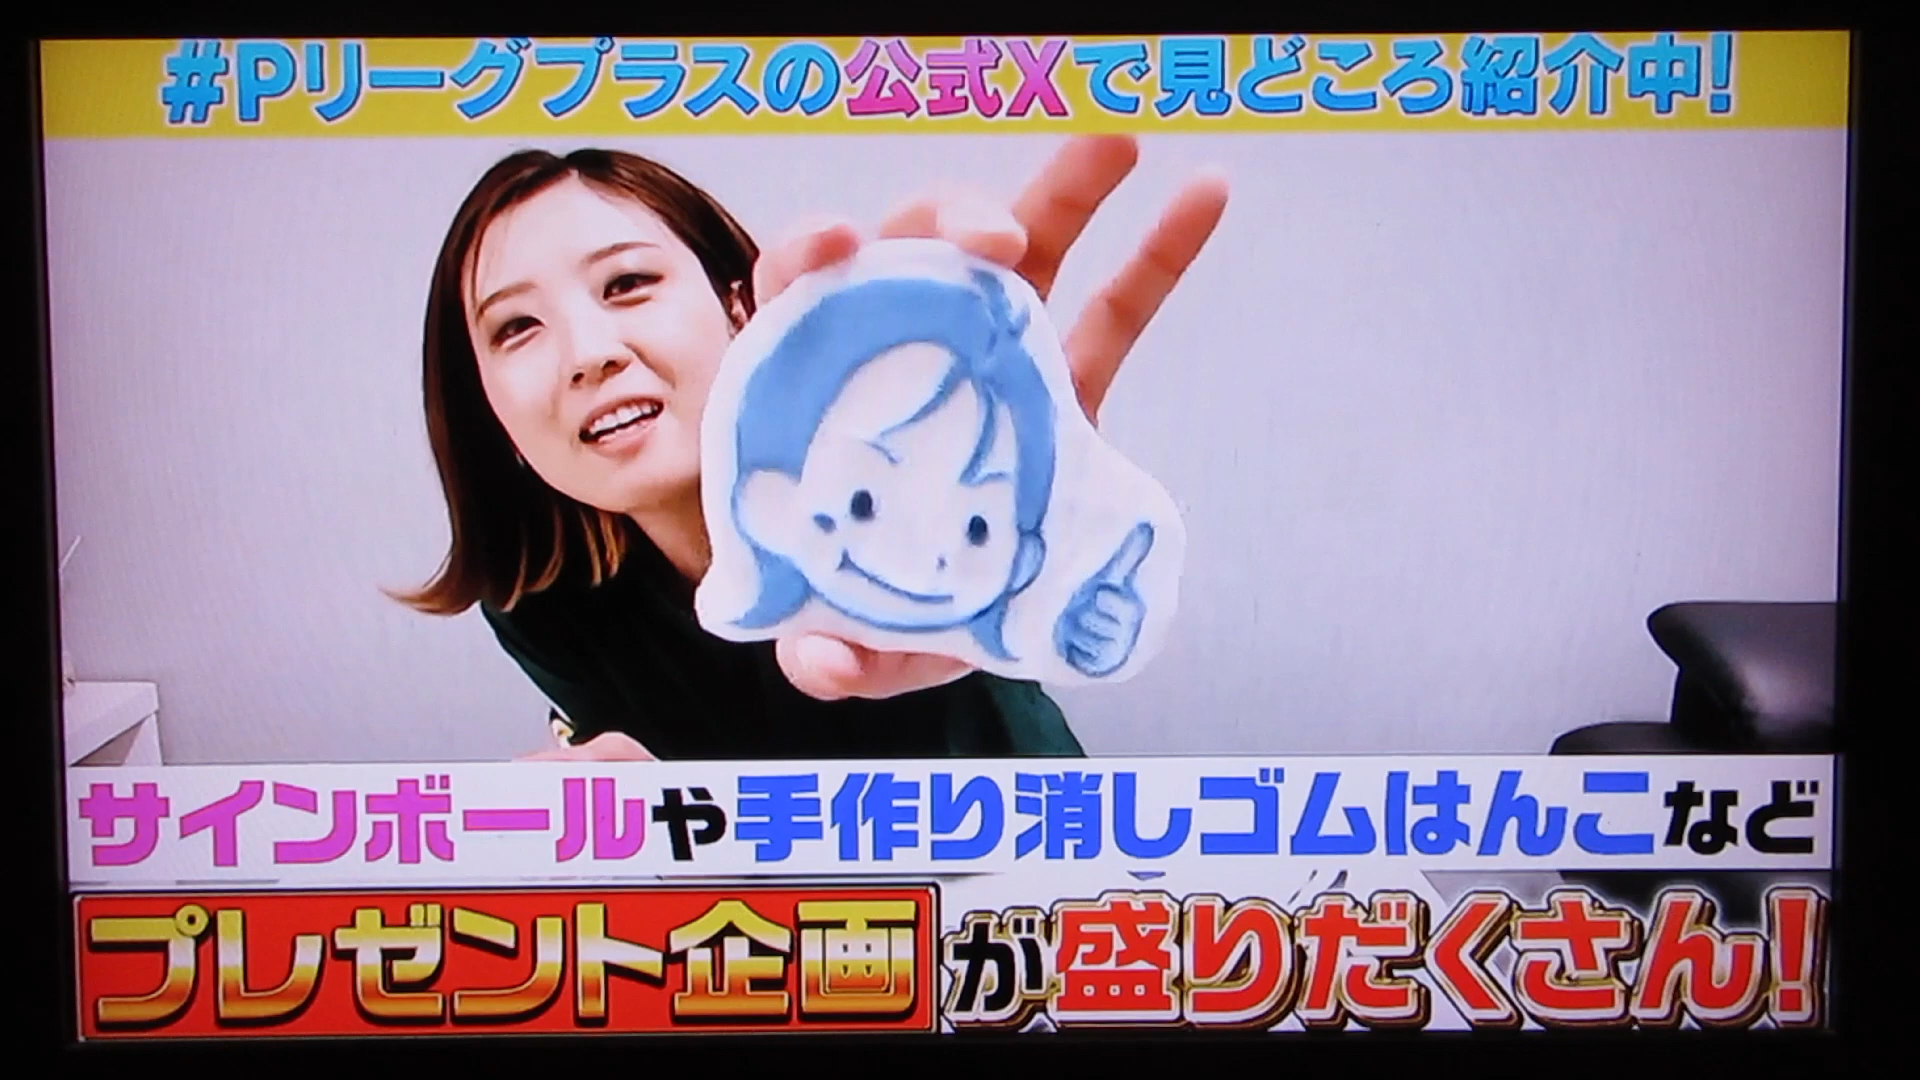 #Pリーグプラスの公式Xで見どころ紹介中!
サインボールや手作り消しゴムはんこなど
プレゼント企画が盛りだくさん!